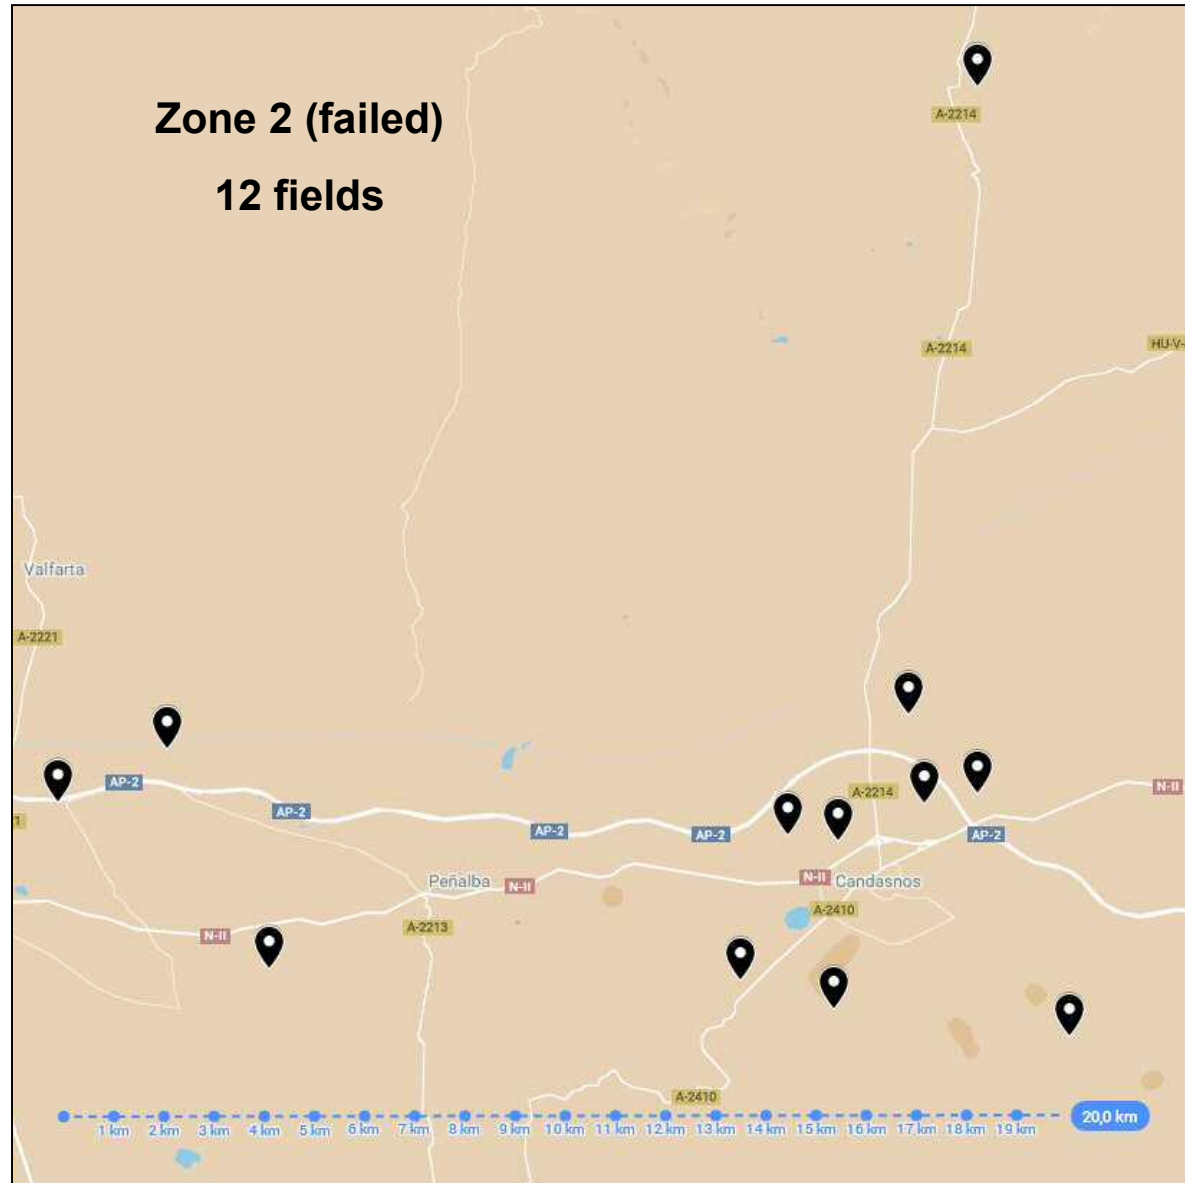 Zone 2 (failed)
12 fields
A-2214
A-2214
HU-V-
Valfarta
A-2221
AP-2
N-II
A-2214
AP-2
1
AP-2
AP-2
AP-2
Peñalba
N-II
N-II
Candasnos
A-2410
A-2213
N-II
A-2410
20,0 km
1 km 2 km 3 km 4 km 5 km 6 km 7 km 8 km 9 km 10 km 11 km 12 km 13 km 14 km 15 km 16 km 17 km 18 km 19 km